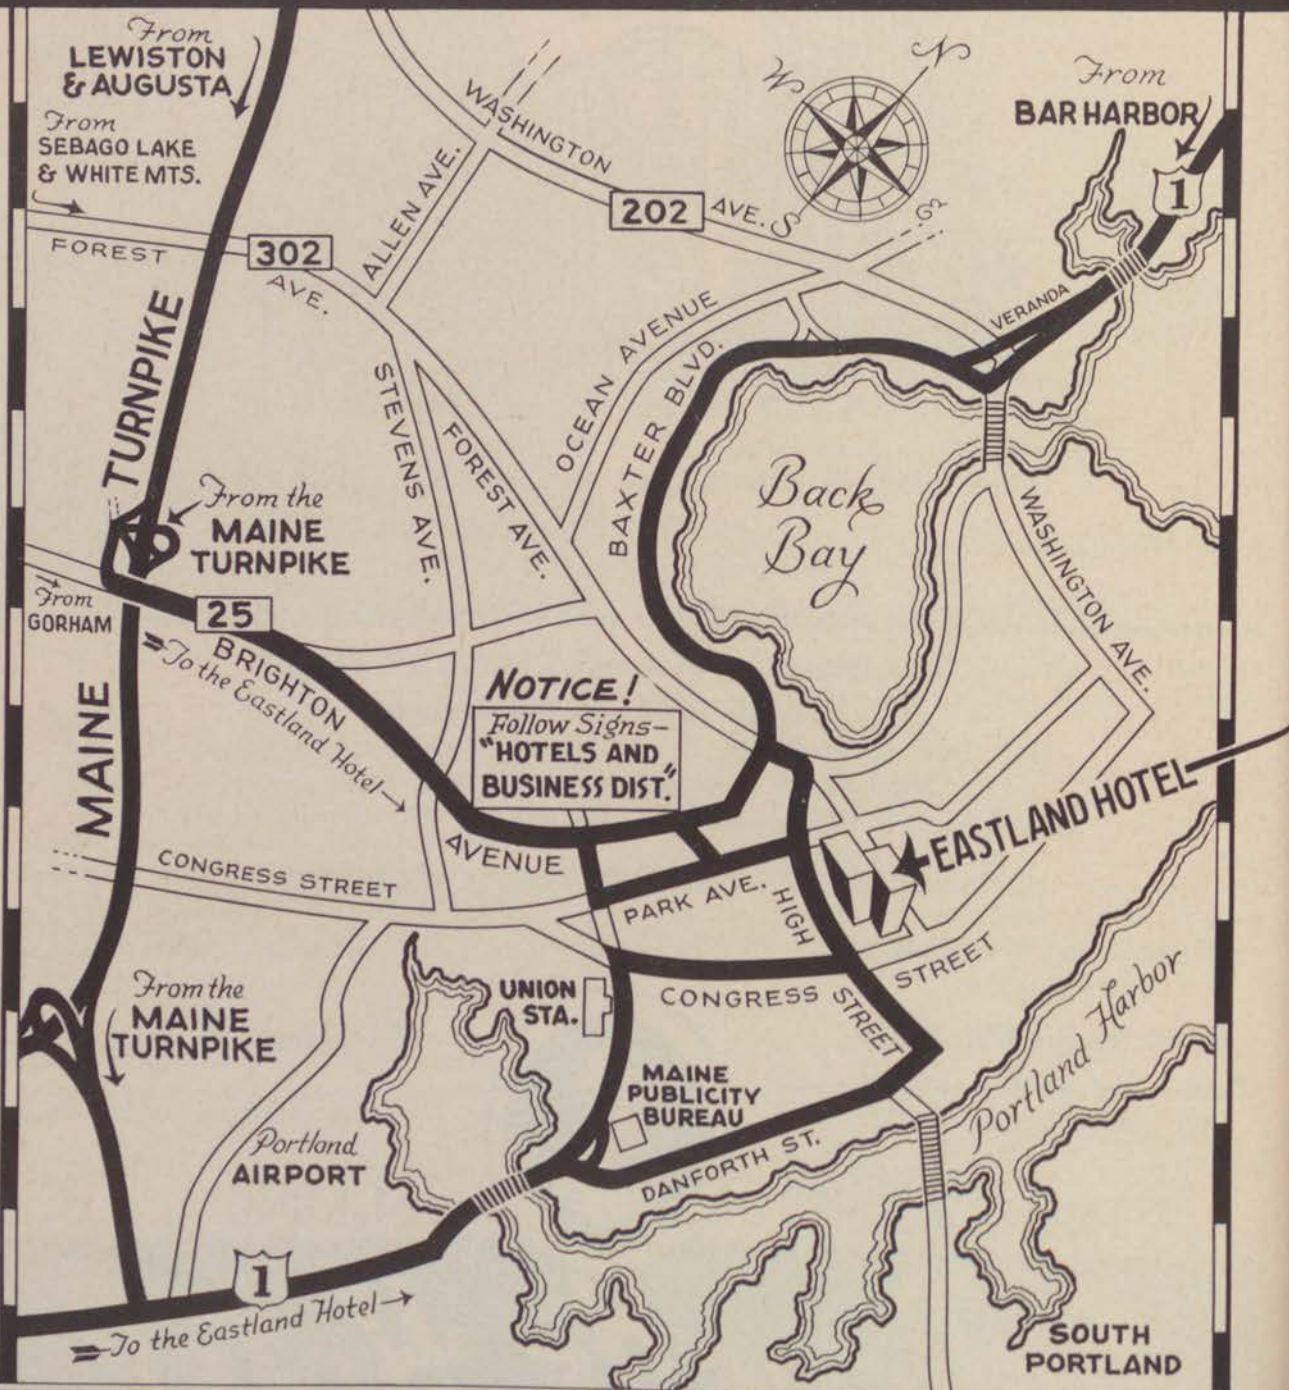 From
LEWISTON
& AUGUSTA
From
SEBAGO LAKE
& WHITE MTS.
FOREST
302
AVE.
ALLEN AVE.
WASHINGTON
202
AVE.
N
W
S
From
BAR HARBOR
1
VERANDA
TURNPIKE
OCEAN AVENUE
BAXTER BLVD.
STEVENS AVE.
FOREST AVE.
Back
Bay
WASHINGTON AVE.
From the
MAINE
TURNPIKE
From
GORHAM
25
BRIGHTON
To the Eastland Hotel
AVENUE
MAINE
NOTICE!
Follow Signs—
"HOTELS AND
BUSINESS DIST."
EASTLAND HOTEL
CONGRESS STREET
PARK AVE.
HIGH
STREET
CONGRESS
STREET
UNION
STA.
From the
MAINE
TURNPIKE
MAINE
PUBLICITY
BUREAU
Portland Harbor
Portland
AIRPORT
DANFORTH ST.
1
To the Eastland Hotel
SOUTH
PORTLAND